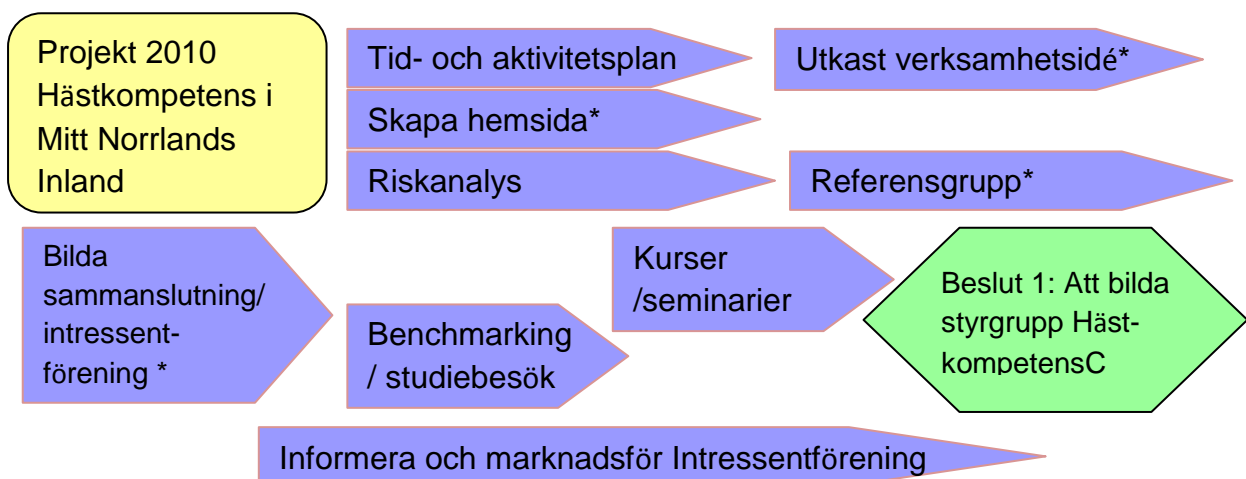 Projekt 2010
Hästkompetens i
Mitt Norrlands
Inland
Tid- och aktivitetsplan
Utkast verksamhetsidé*
Skapa hemsida*
Riskanalys
Referensgrupp*
Bilda
sammanslutning/
intressent-
förening *
Benchmarking
/ studiebesök
Kurser
/seminarier
Beslut 1: Att bilda
styrgrupp Häst-
kompetensC
Informera och marknadsför Intressentförening